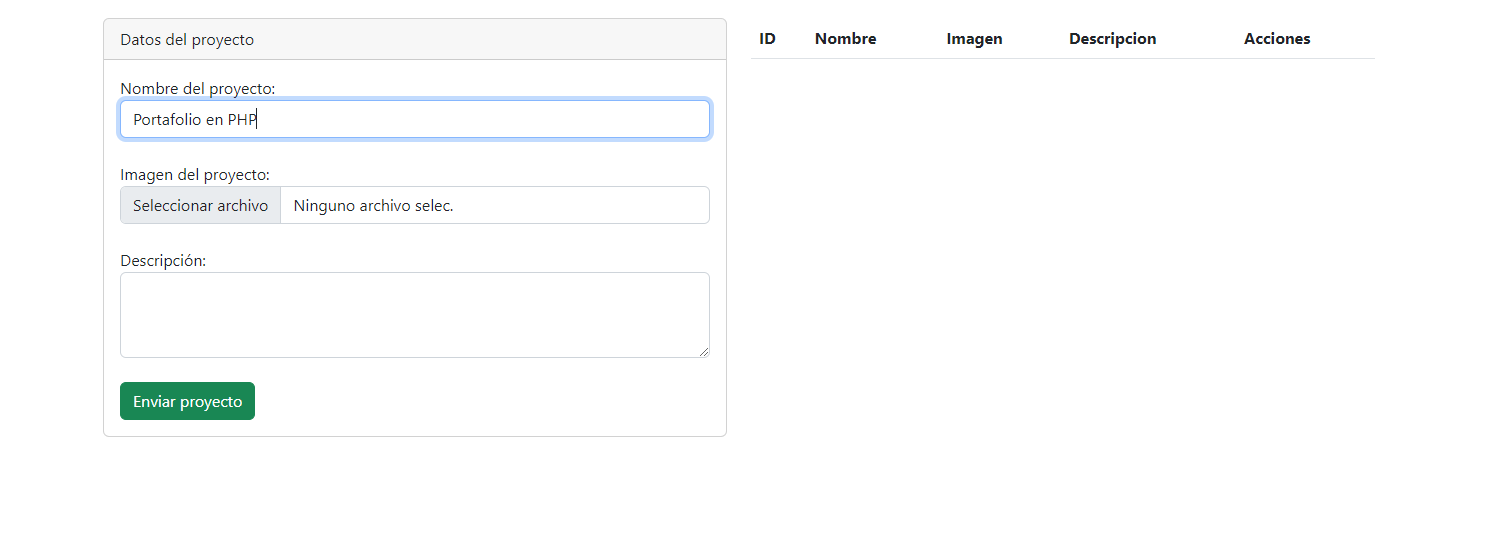 Datos del proyecto
Nombre del proyecto:
Portafolio en PHP
Imagen del proyecto:
Seleccionar archivo Ninguno archivo selec.
Descripción:
Enviar proyecto
ID Nombre Imagen Descripcion Acciones